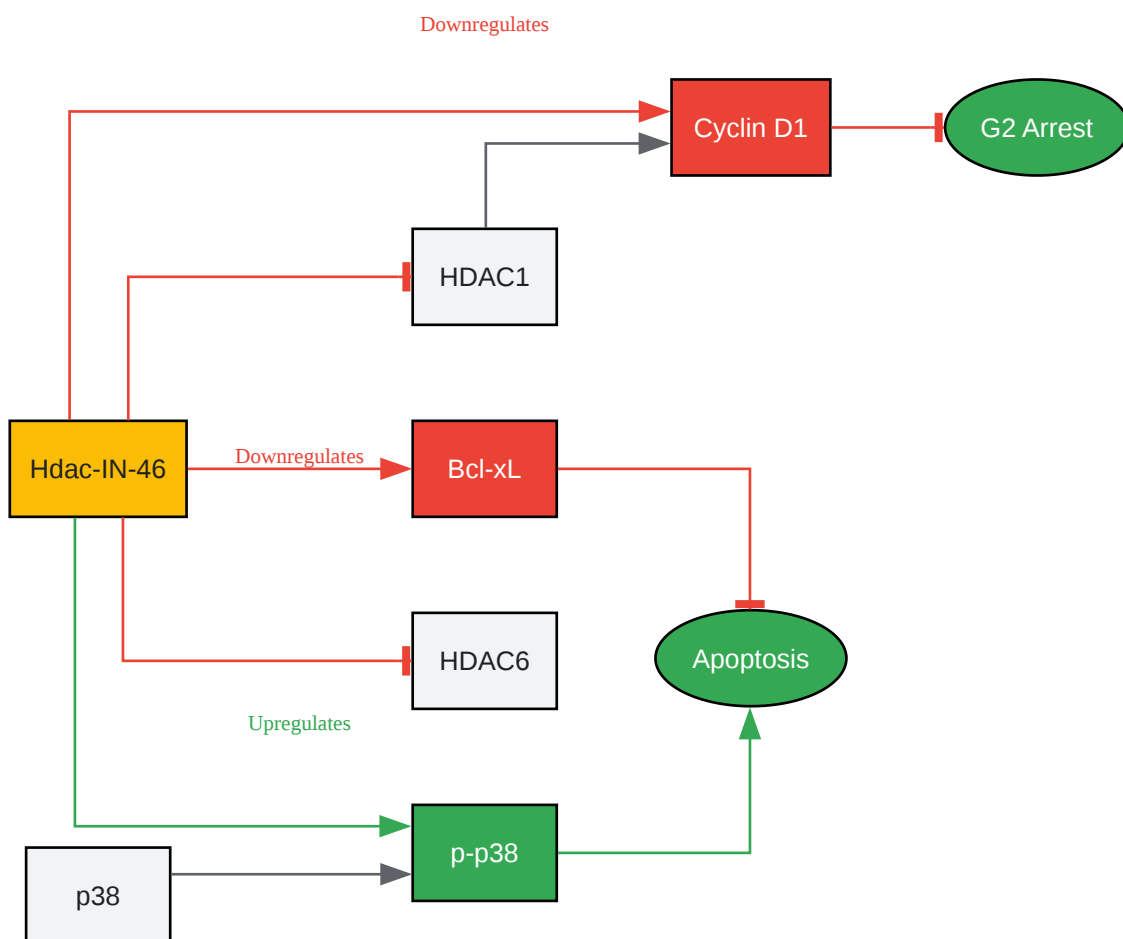 Downregulates
Cyclin D1
G2 Arrest
HDAC1
Hdac-IN-46
Downregulates
Bcl-xL
HDAC6
Apoptosis
Upregulates
p-p38
p38